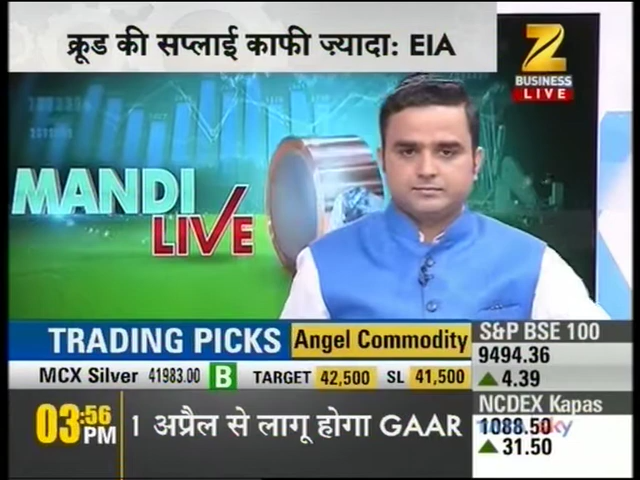 क्रूड की सप्लाई काफी ज़्यादा: EIA
Z
BUSINESS
LIVE
MANDI
LIVE
TRADING PICKS Angel Commodity
MCX Silver 41983.00 B TARGET 42,500 SL 41,500
S&P BSE 100
9494.36
4.39
NCDEX Kapas
1088.50
31.50
03:56
PM
1 अप्रैल से लागू होगा GAAR